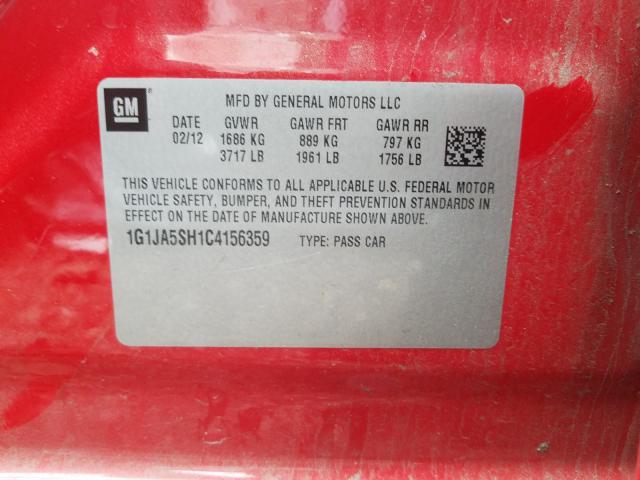 GM
MFD BY GENERAL MOTORS LLC
DATE GVWR GAWR FRT GAWR RR
02/12 1686 KG 889 KG 797 KG
3717 LB 1961 LB 1756 LB
THIS VEHICLE CONFORMS TO ALL APPLICABLE U.S. FEDERAL MOTOR
VEHICLE SAFETY, BUMPER, AND THEFT PREVENTION STANDARDS IN
EFFECT ON THE DATE OF MANUFACTURE SHOWN ABOVE.
1G1JA5SH1C4156359 TYPE: PASS CAR